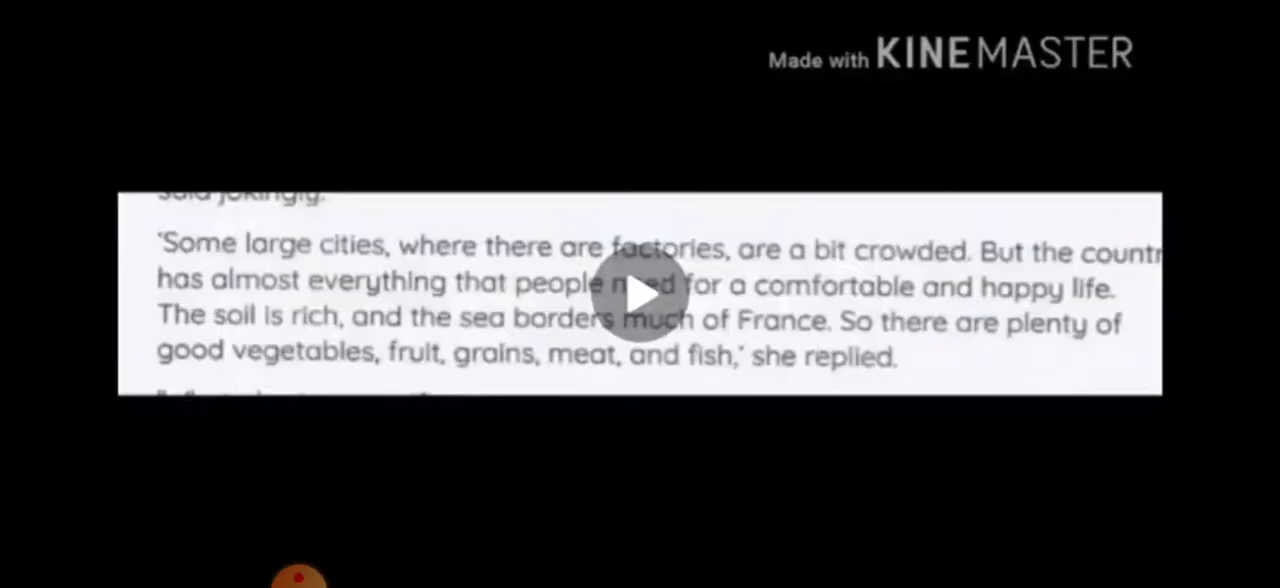 Made with KINEMASTER
said jokingly.
'Some large cities, where there are factories, are a bit crowded. But the countr
has almost everything that people need for a comfortable and happy life.
The soil is rich, and the sea borders much of France. So there are plenty of
good vegetables, fruit, grains, meat, and fish,' she replied.